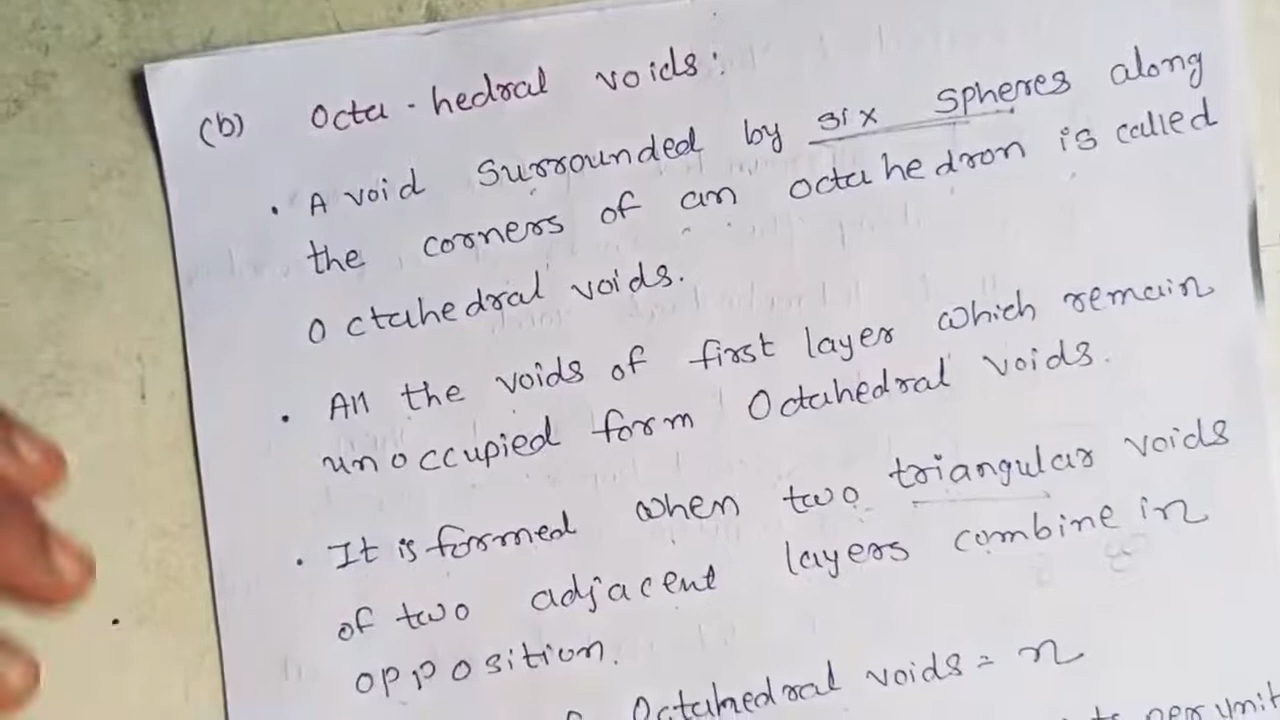 (b) Octa - hedral voids:
• A void surrounded by six spheres along
the corners of an octahedron is called
octahedral voids.
• All the voids of first layer which remain
unoccupied form Octahedral voids.
• It is formed when two triangular voids
of two adjacent layers combine in
opposition.
Octahedral voids = n
per unit